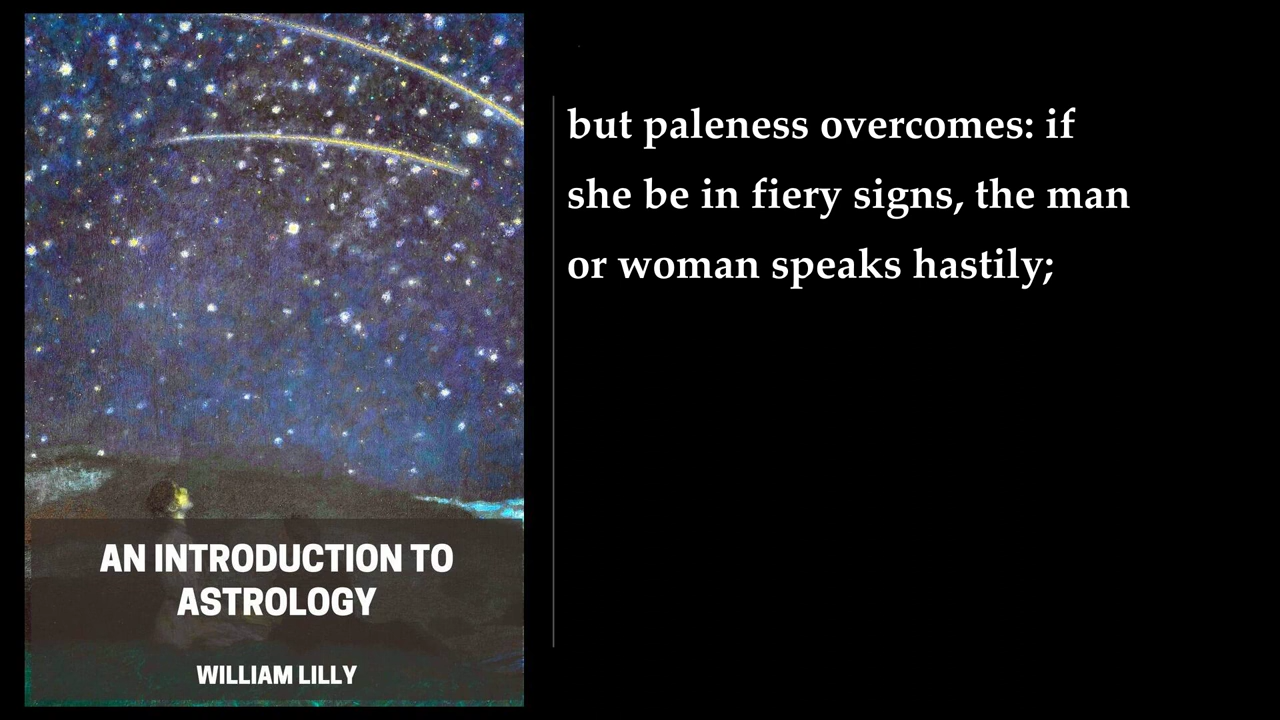 but paleness overcomes: if
she be in fiery signs, the man
or woman speaks hastily;
AN INTRODUCTION TO
ASTROLOGY
WILLIAM LILLY